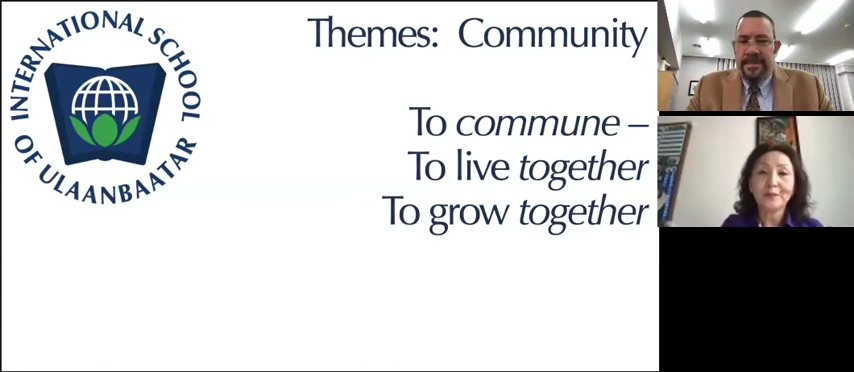 INTERNATIONAL SCHOOL
OF ULAANBAATAR
Themes: Community
To commune –
To live together
To grow together